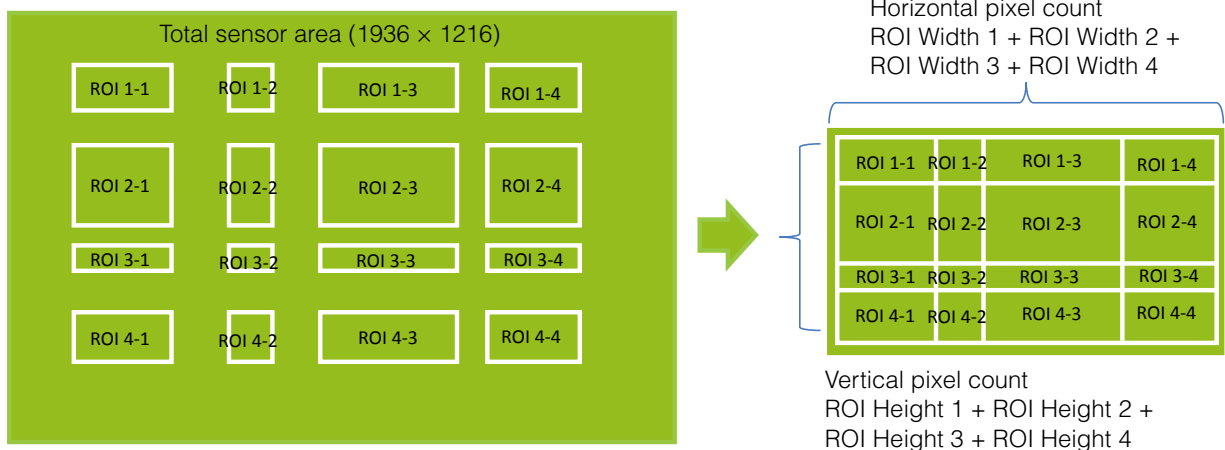 Total sensor area (1936 × 1216)
ROI 1-1 ROI 1-2 ROI 1-3 ROI 1-4
ROI 2-1 ROI 2-2 ROI 2-3 ROI 2-4
ROI 3-1 ROI 3-2 ROI 3-3 ROI 3-4
ROI 4-1 ROI 4-2 ROI 4-3 ROI 4-4
Horizontal pixel count
ROI Width 1 + ROI Width 2 +
ROI Width 3 + ROI Width 4
ROI 1-1 ROI 1-2 ROI 1-3 ROI 1-4
ROI 2-1 ROI 2-2 ROI 2-3 ROI 2-4
ROI 3-1 ROI 3-2 ROI 3-3 ROI 3-4
ROI 4-1 ROI 4-2 ROI 4-3 ROI 4-4
Vertical pixel count
ROI Height 1 + ROI Height 2 +
ROI Height 3 + ROI Height 4